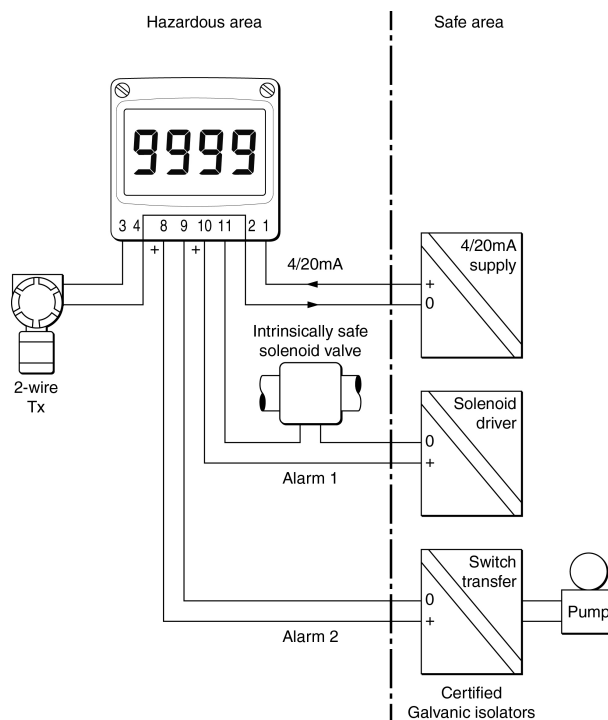 Hazardous area
Safe area
9999
3 4 8 9 10 11 2 1
+ +
4/20mA
supply
4/20mA
+
0
2-wire
Tx
Intrinsically safe
solenoid valve
Solenoid
driver
0
+
Alarm 1
Switch
transfer
0
+
Pump
Alarm 2
Certified
Galvanic isolators